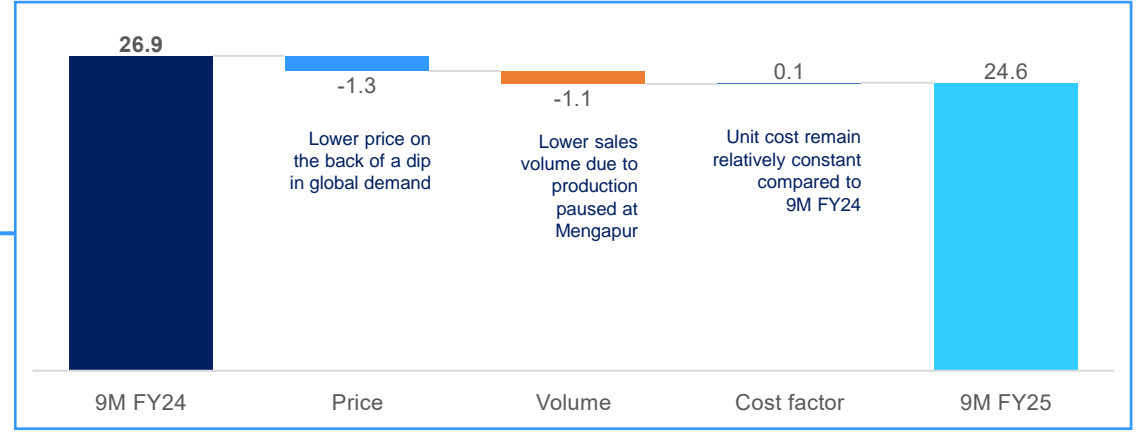 26.9
-1.3
-1.1
0.1
24.6
Lower price on
the back of a dip
in global demand
Lower sales
volume due to
production
paused at
Mengapur
Unit cost remain
relatively constant
compared to
9M FY24
9M FY24
Price
Volume
Cost factor
9M FY25